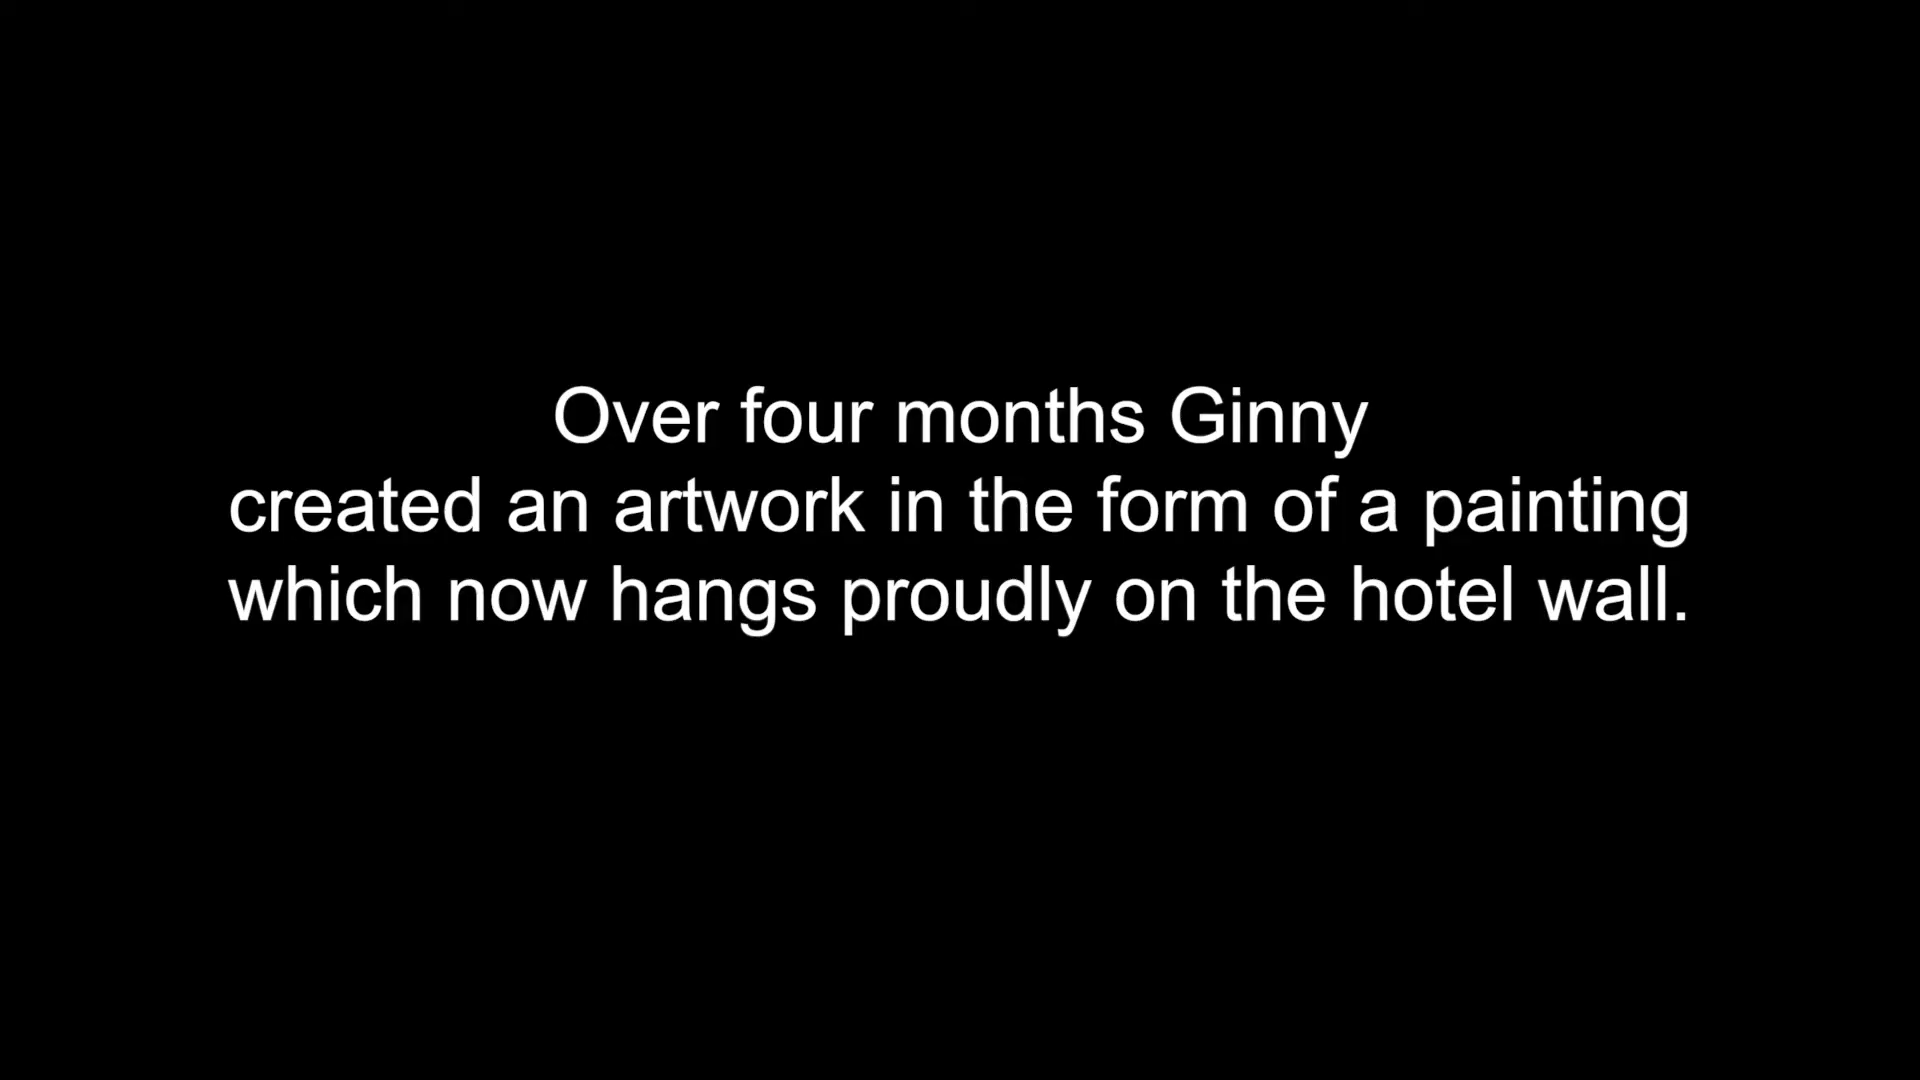 Over four months Ginny
created an artwork in the form of a painting
which now hangs proudly on the hotel wall.